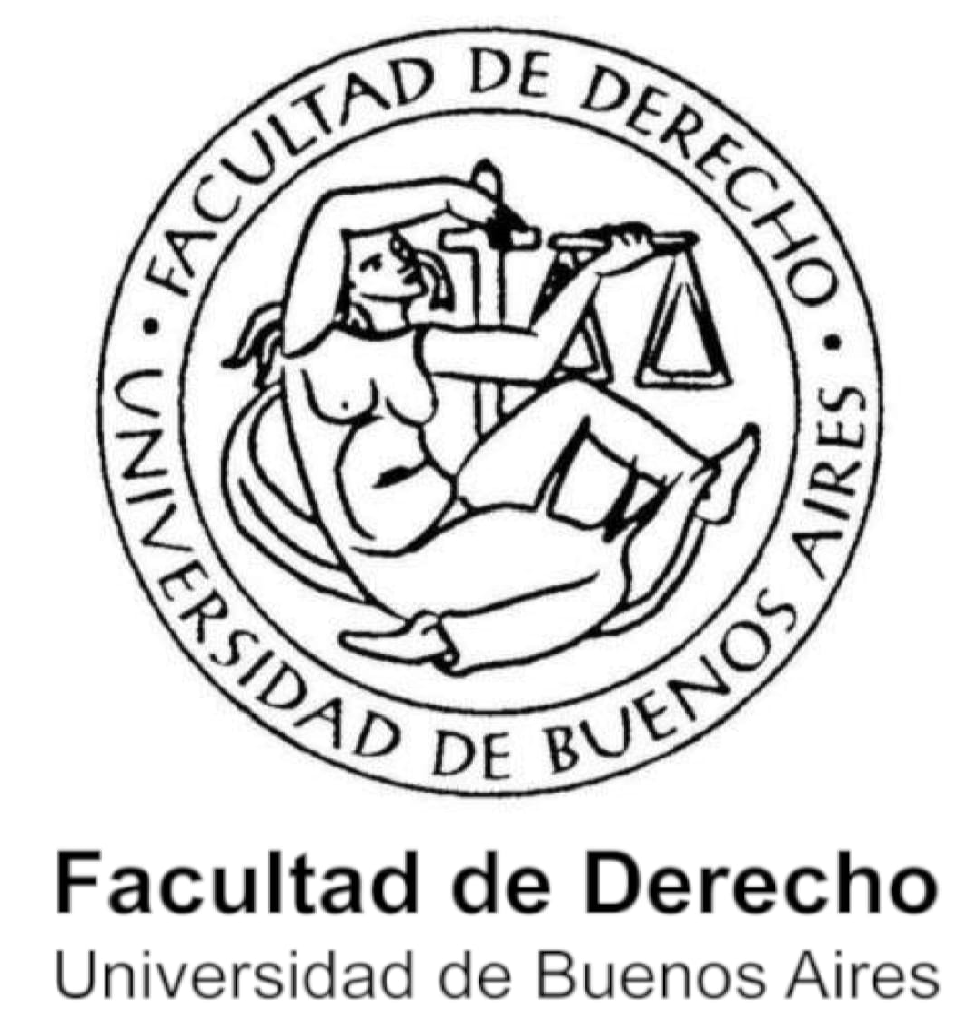 · FACULTAD DE DERECHO ·
UNIVERSIDAD DE BUENOS AIRES
Facultad de Derecho
Universidad de Buenos Aires